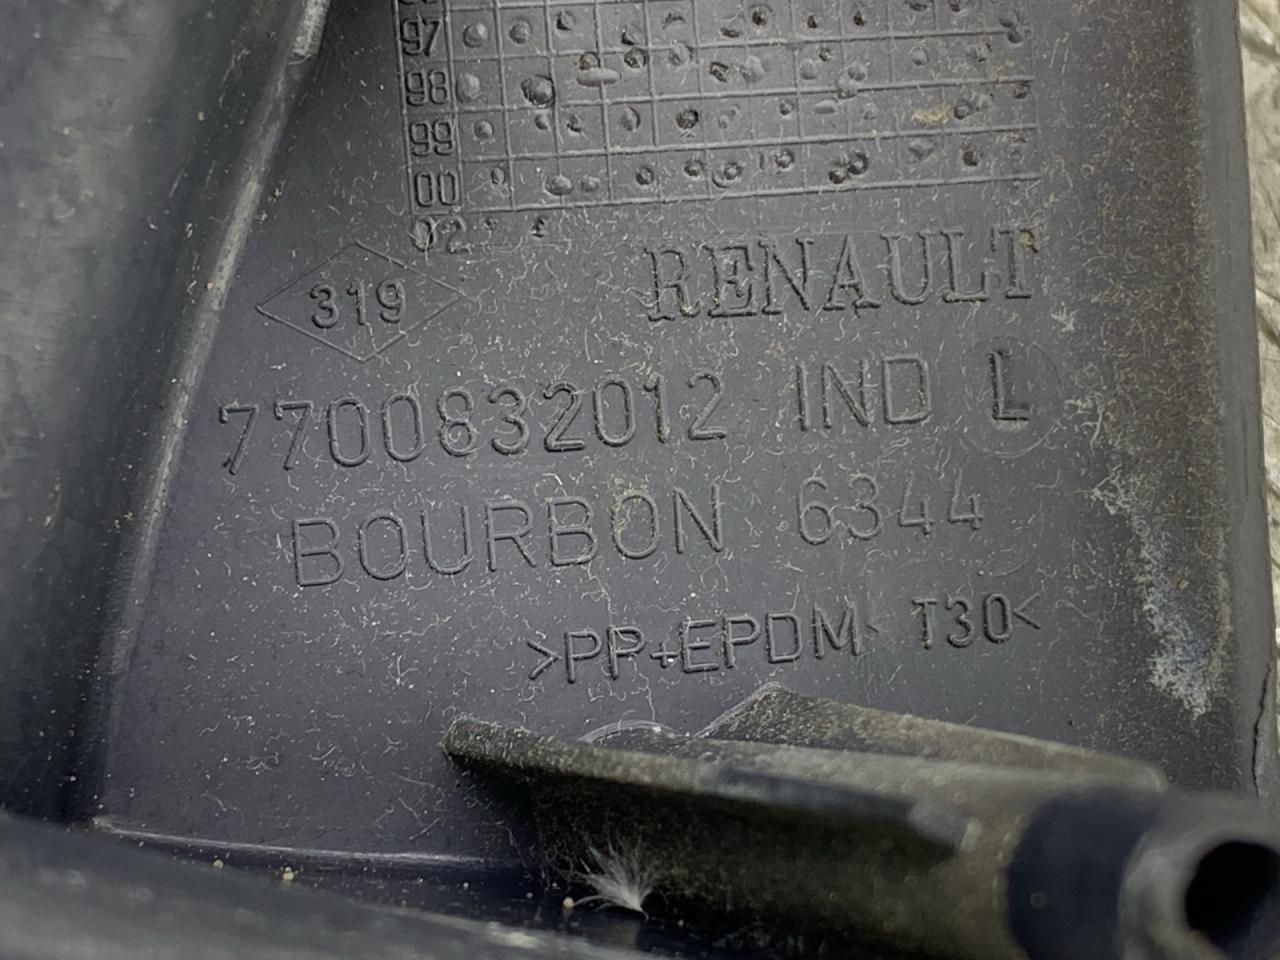 97
98
99
00
02
RENAULT
319
7700832012 IND L
BOURBON 6344
>PP+EPDM T30<